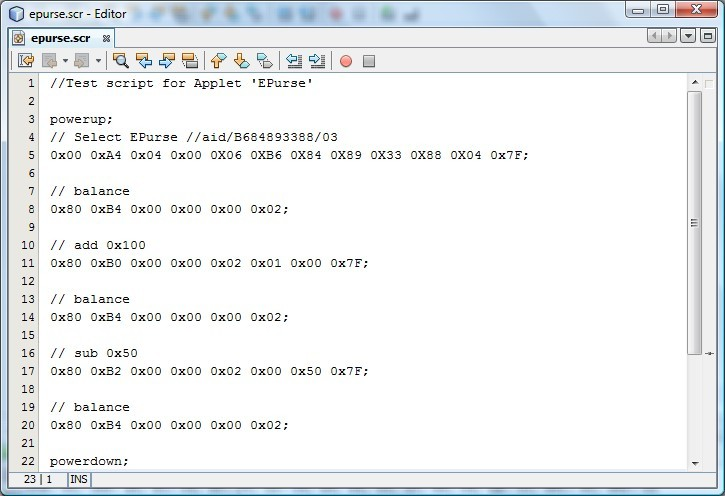 epurse.scr - Editor
epurse.scr
1 //Test script for Applet 'EPurse'
2
3 powerup;
4 // Select EPurse //aid/B684893388/03
5 0x00 0xA4 0x04 0x00 0X06 0XB6 0X84 0X89 0X33 0X88 0X04 0x7F;
6
7 // balance
8 0x80 0xB4 0x00 0x00 0x00 0x02;
9
10 // add 0x100
11 0x80 0xB0 0x00 0x00 0x02 0x01 0x00 0x7F;
12
13 // balance
14 0x80 0xB4 0x00 0x00 0x00 0x02;
15
16 // sub 0x50
17 0x80 0xB2 0x00 0x00 0x02 0x00 0x50 0x7F;
18
19 // balance
20 0x80 0xB4 0x00 0x00 0x00 0x02;
21
22 powerdown;
23 | 1 INS